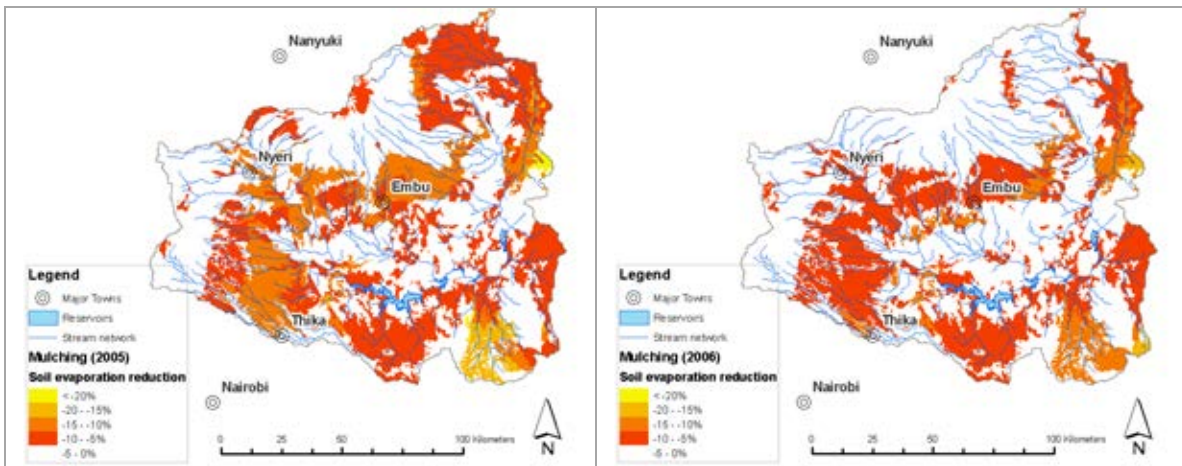 Nanyuki
Nyeri
Embu
Legend
Major Towns
Reservoirs
Stream network
Thika
Mulching (2005)
Soil evaporation reduction
< -20%
-20 - -15%
-15 - -10%
-10 - -5%
-5 - 0%
Nairobi
0 25 50 100 Kilometers
N
Nanyuki
Nyeri
Embu
Legend
Major Towns
Reservoirs
Stream network
Thika
Mulching (2006)
Soil evaporation reduction
< -20%
-20 - -15%
-15 - -10%
-10 - -5%
-5 - 0%
Nairobi
0 25 50 100 Kilometers
N